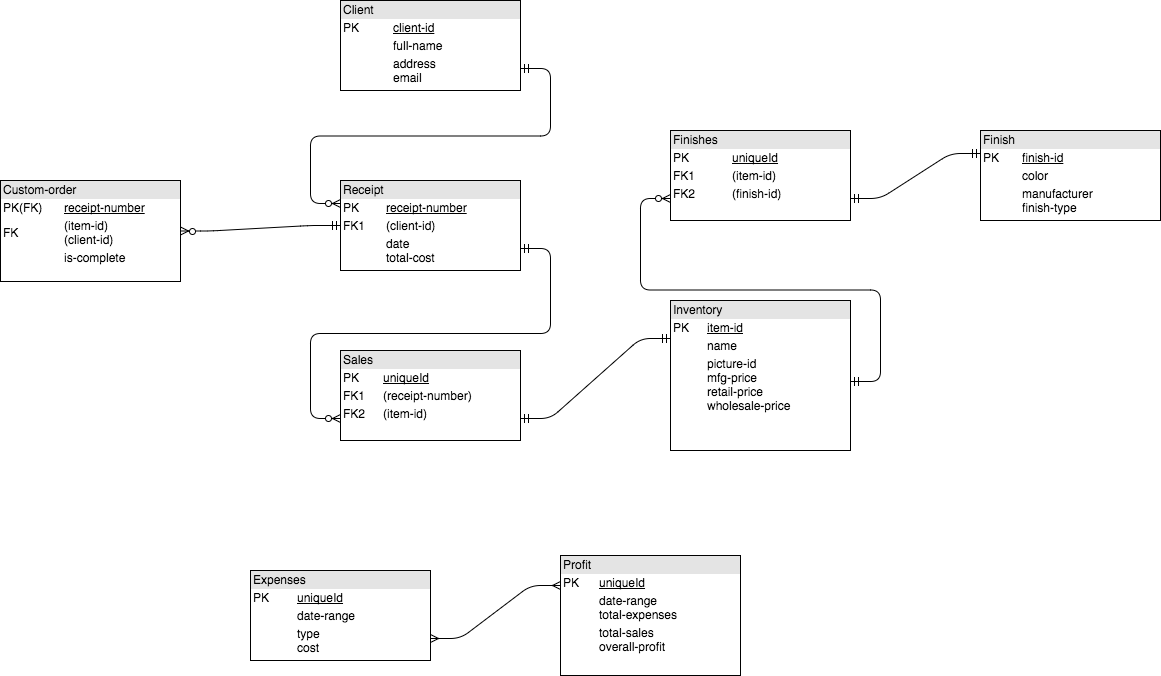 Client
PK client-id
full-name
address
email
Custom-order
PK(FK) receipt-number
(item-id)
FK
(client-id)
is-complete
Receipt
PK receipt-number
FK1 (client-id)
date
total-cost
Finishes
PK uniqueId
FK1 (item-id)
FK2 (finish-id)
Finish
PK finish-id
color
manufacturer
finish-type
Sales
PK uniqueId
FK1 (receipt-number)
FK2 (item-id)
Inventory
PK item-id
name
picture-id
mfg-price
retail-price
wholesale-price
Expenses
PK uniqueId
date-range
type
cost
Profit
PK uniqueId
date-range
total-expenses
total-sales
overall-profit